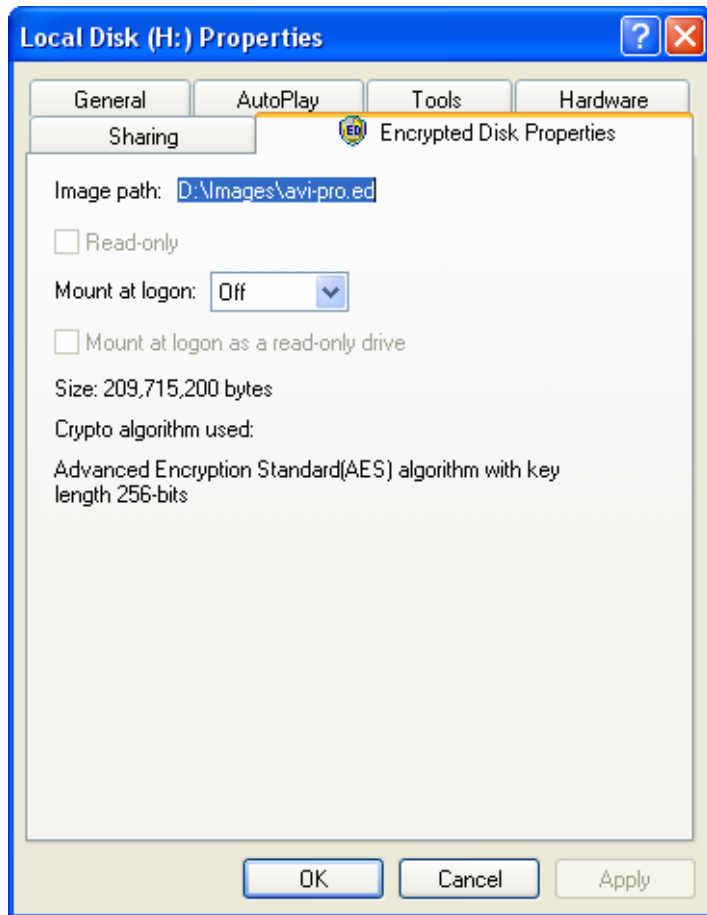 Local Disk (H:) Properties
?
General AutoPlay Tools Hardware
Sharing ED Encrypted Disk Properties
Image path: D:\Images\avi-pro.ed
Read-only
Mount at logon: Off
Mount at logon as a read-only drive
Size: 209,715,200 bytes
Crypto algorithm used:
Advanced Encryption Standard(AES) algorithm with key
length 256-bits
OK Cancel Apply